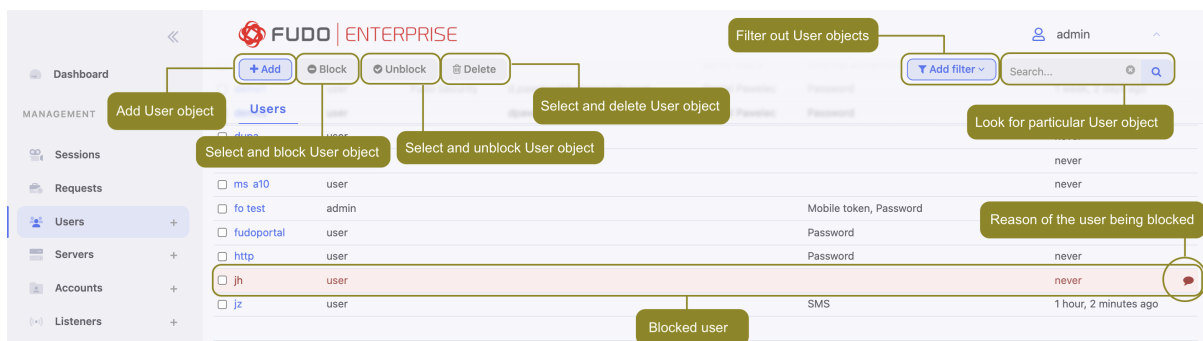 FUDO ENTERPRISE
Filter out User objects
admin
Dashboard
+ Add
Block
Unblock
Delete
Add filter
Search...
MANAGEMENT
Add User object
Users
Select and delete User object
Password
Look for particular User object
Sessions
Select and block User object
Select and unblock User object
never
Requests
ms a10 user never
fo test admin Mobile token, Password
Users +
Reason of the user being blocked
fudoportal user Password
Servers +
http user Password never
jh user never
Accounts +
jz user SMS 1 hour, 2 minutes ago
Listeners +
Blocked user